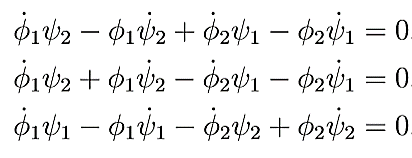 φ̇₁ψ₂ − φ₁ψ̇₂ + φ̇₂ψ₁ − φ₂ψ̇₁ = 0.
φ̇₁ψ₂ + φ₁ψ̇₂ − φ̇₂ψ₁ − φ₂ψ̇₁ = 0.
φ̇₁ψ₁ − φ₁ψ̇₁ − φ̇₂ψ₂ + φ₂ψ̇₂ = 0.